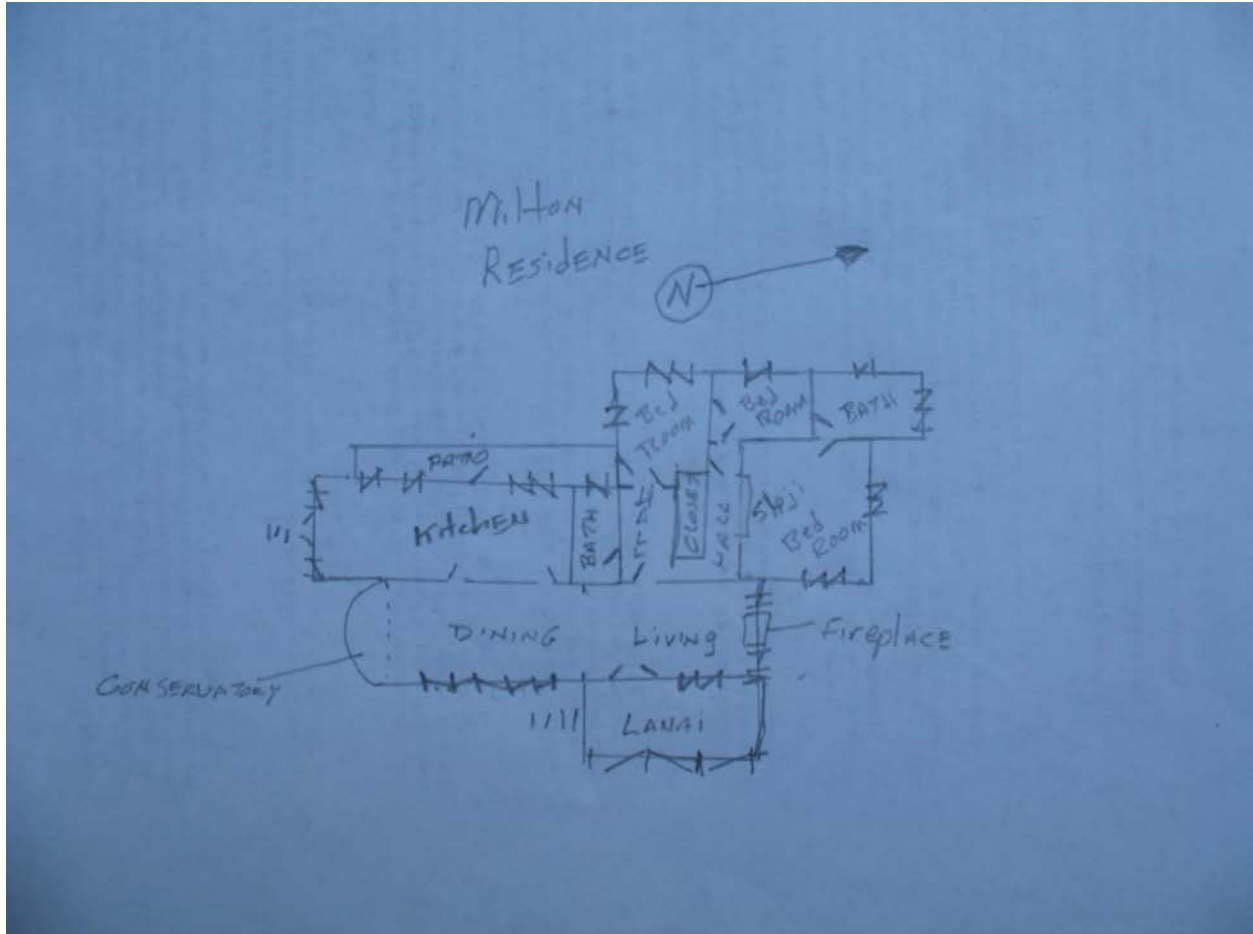 Milton
Residence
N
Bed
Room
Bed
Room
BATH
PATIO
Kitchen
BATH
CLOSET
HALL
Shoji
Bed
Room
DINING
Living
Fireplace
CONSERVATORY
LANAI